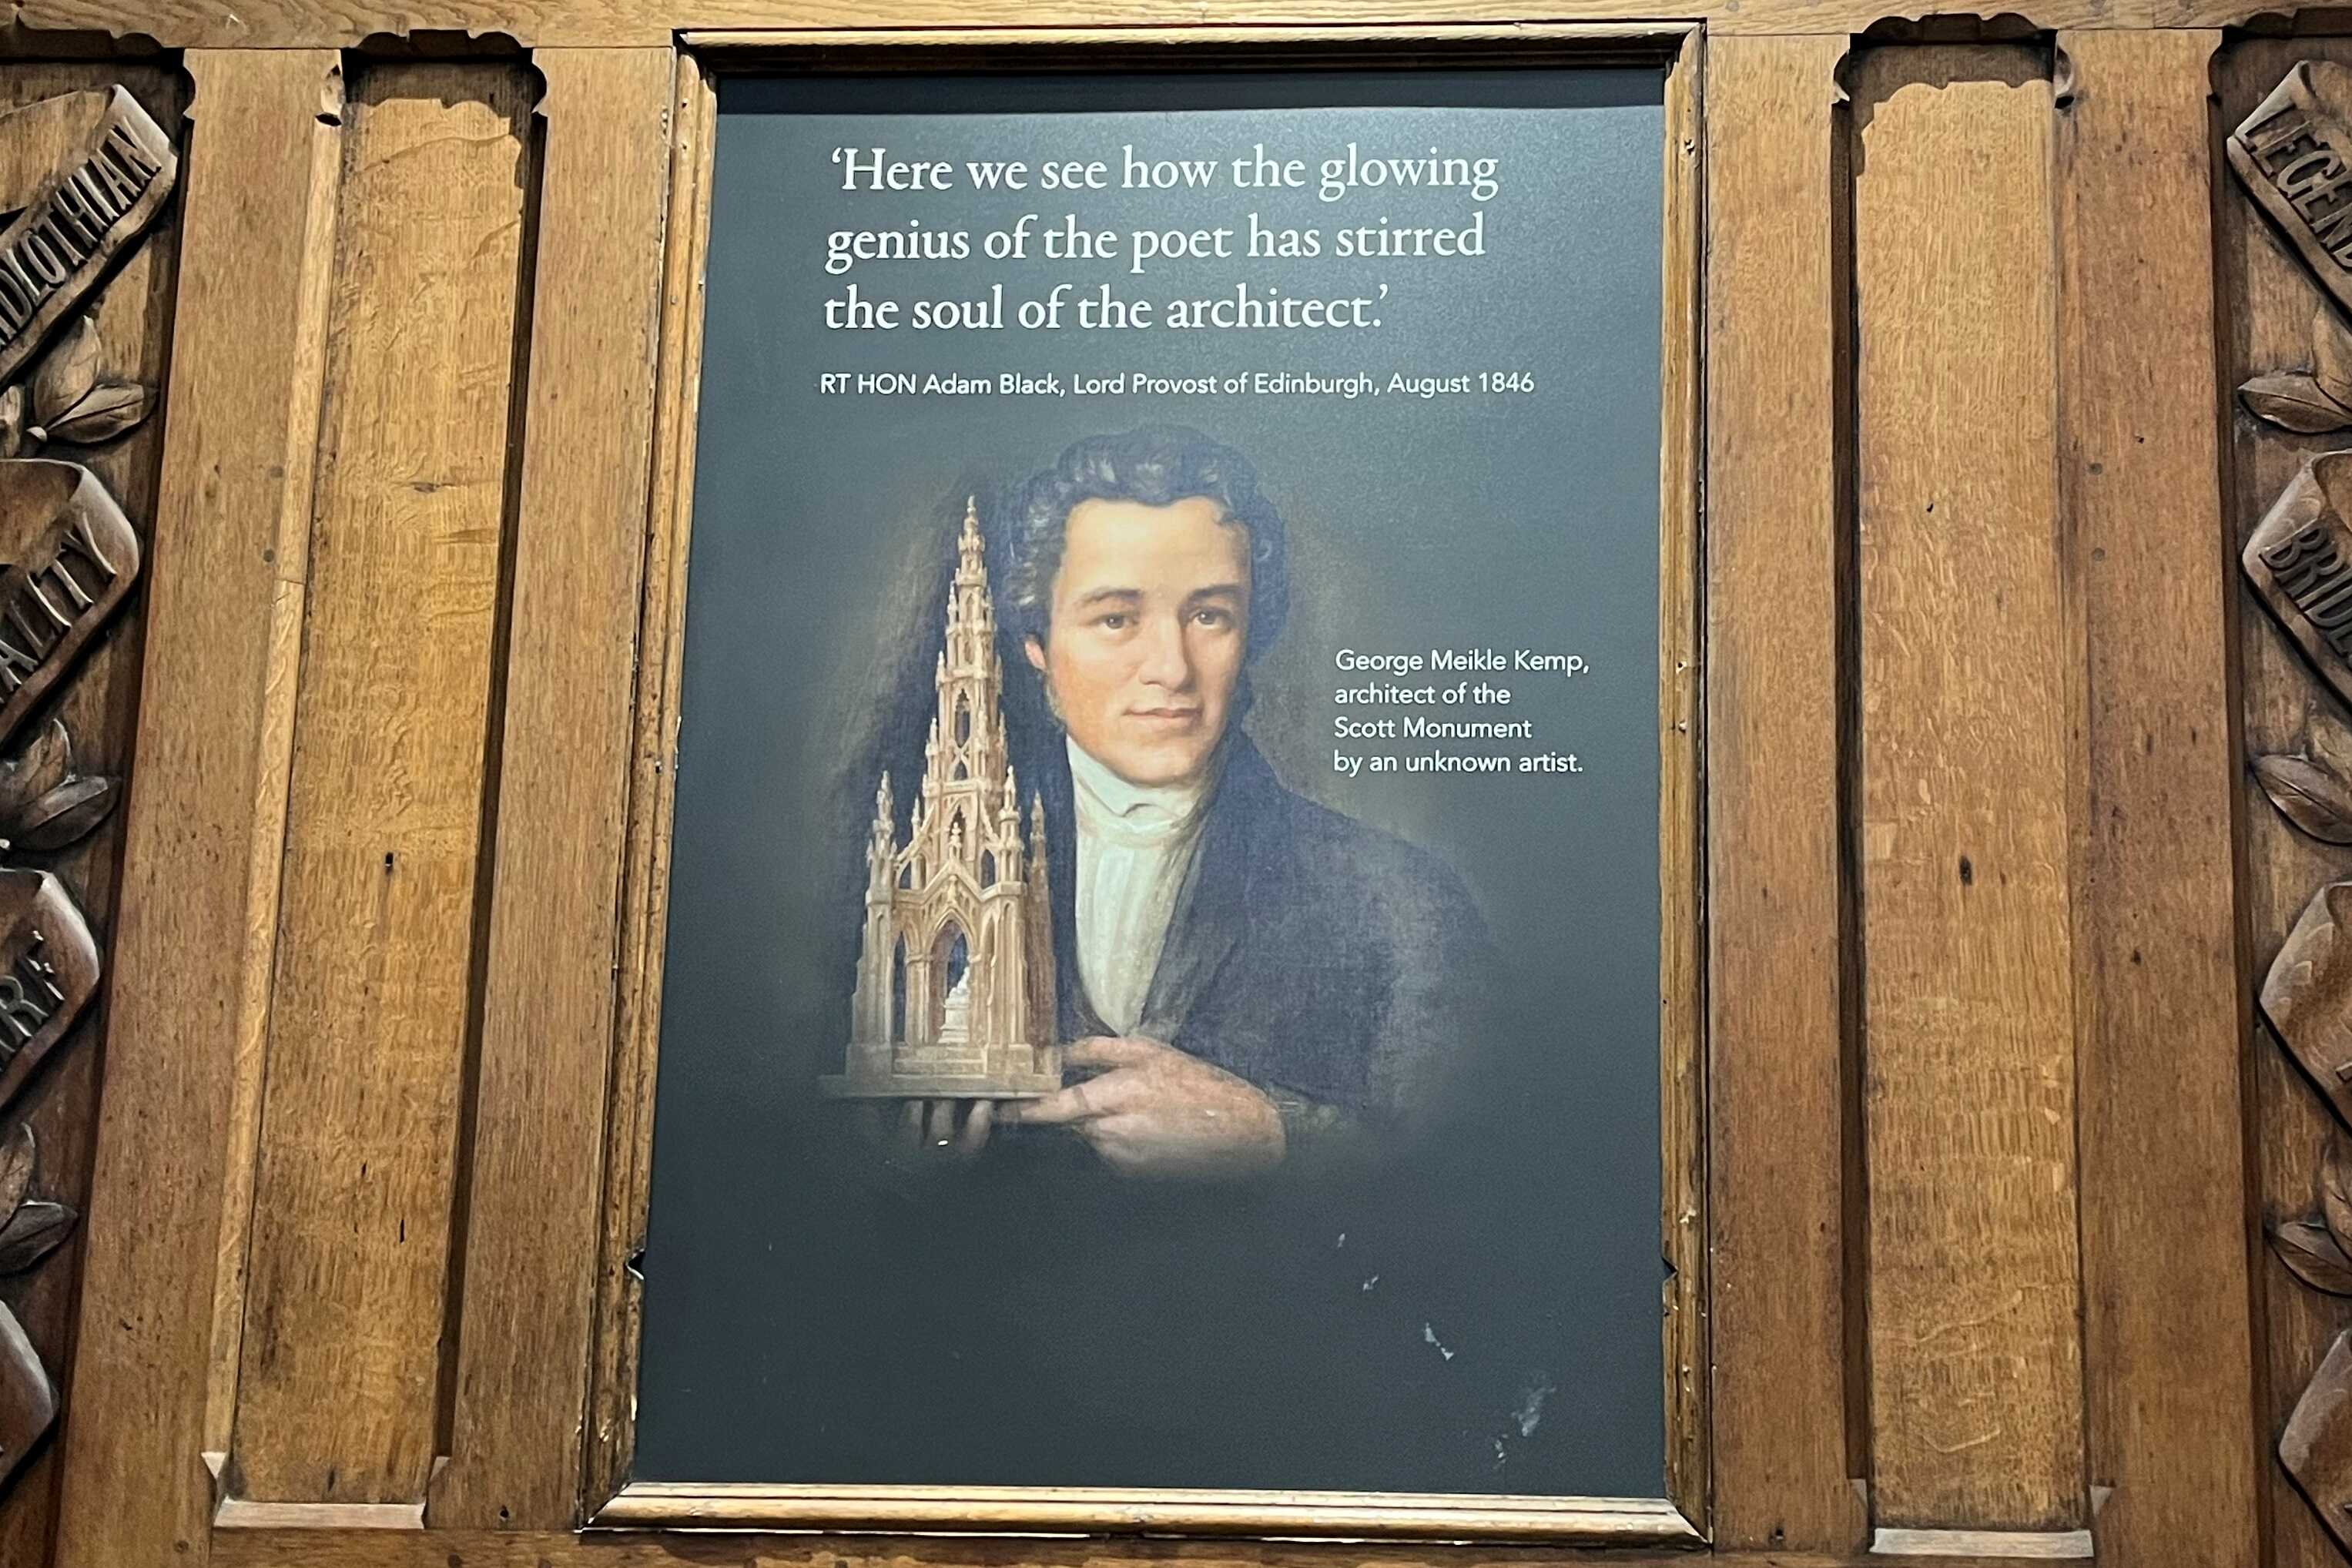 ‘Here we see how the glowing
genius of the poet has stirred
the soul of the architect.’
RT HON Adam Black, Lord Provost of Edinburgh, August 1846
George Meikle Kemp,
architect of the
Scott Monument
by an unknown artist.